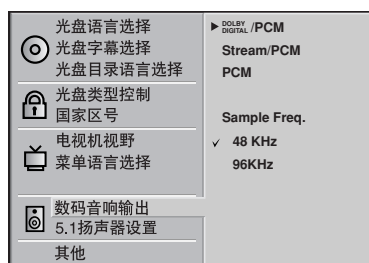 光盘语言选择
光盘字幕选择
光盘目录语言选择
光盘类型控制
国家区号
电视机视野
菜单语言选择
数码音响输出
5.1扬声器设置
其他
DOLBY DIGITAL /PCM
Stream/PCM
PCM
Sample Freq.
48 KHz
96KHz